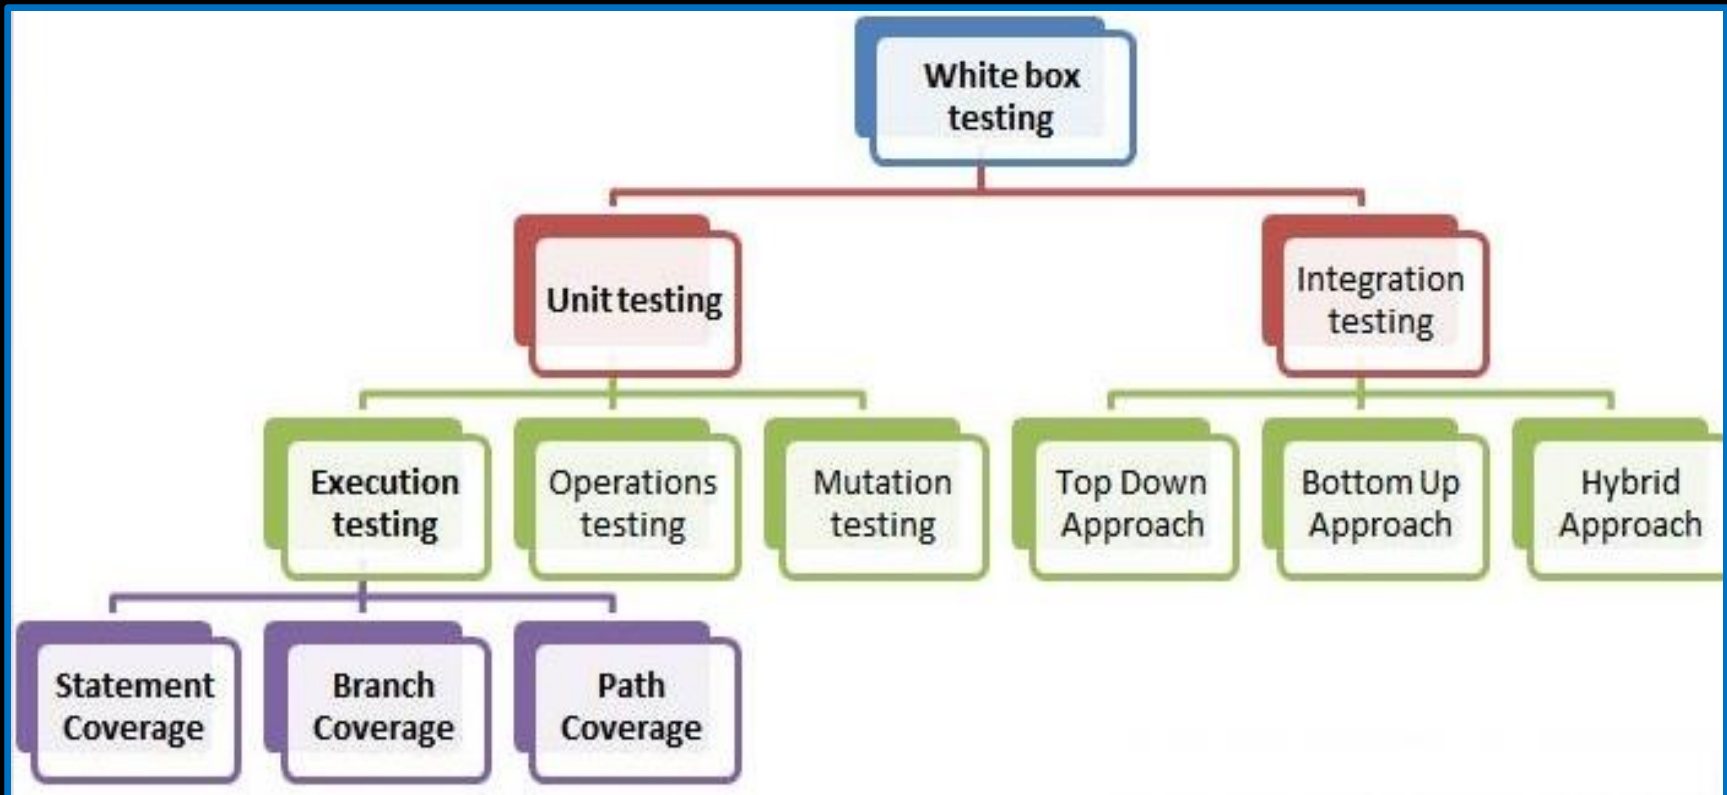 White box
testing
Unit testing
Integration
testing
Execution
testing
Operations
testing
Mutation
testing
Top Down
Approach
Bottom Up
Approach
Hybrid
Approach
Statement
Coverage
Branch
Coverage
Path
Coverage